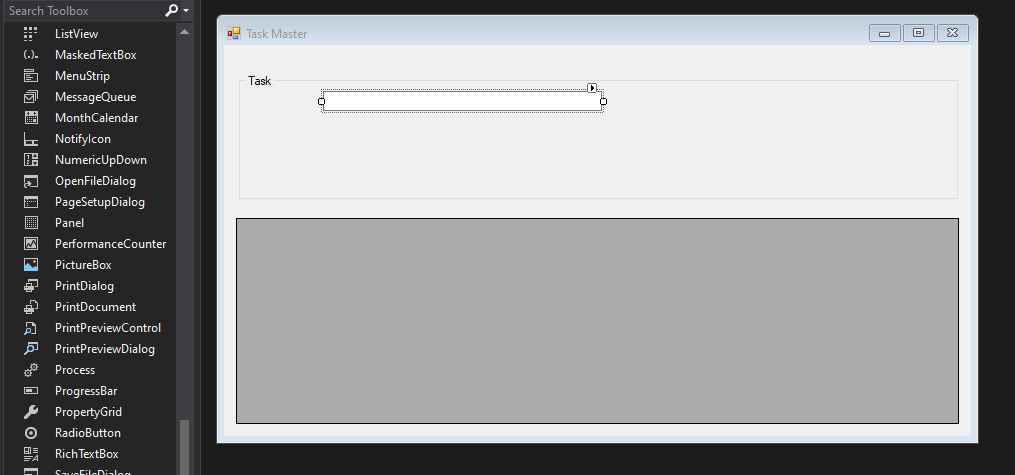 Search Toolbox
ListView
MaskedTextBox
MenuStrip
MessageQueue
MonthCalendar
NotifyIcon
NumericUpDown
OpenFileDialog
PageSetupDialog
Panel
PerformanceCounter
PictureBox
PrintDialog
PrintDocument
PrintPreviewControl
PrintPreviewDialog
Process
ProgressBar
PropertyGrid
RadioButton
RichTextBox
SaveFileDialog
Task Master
Task